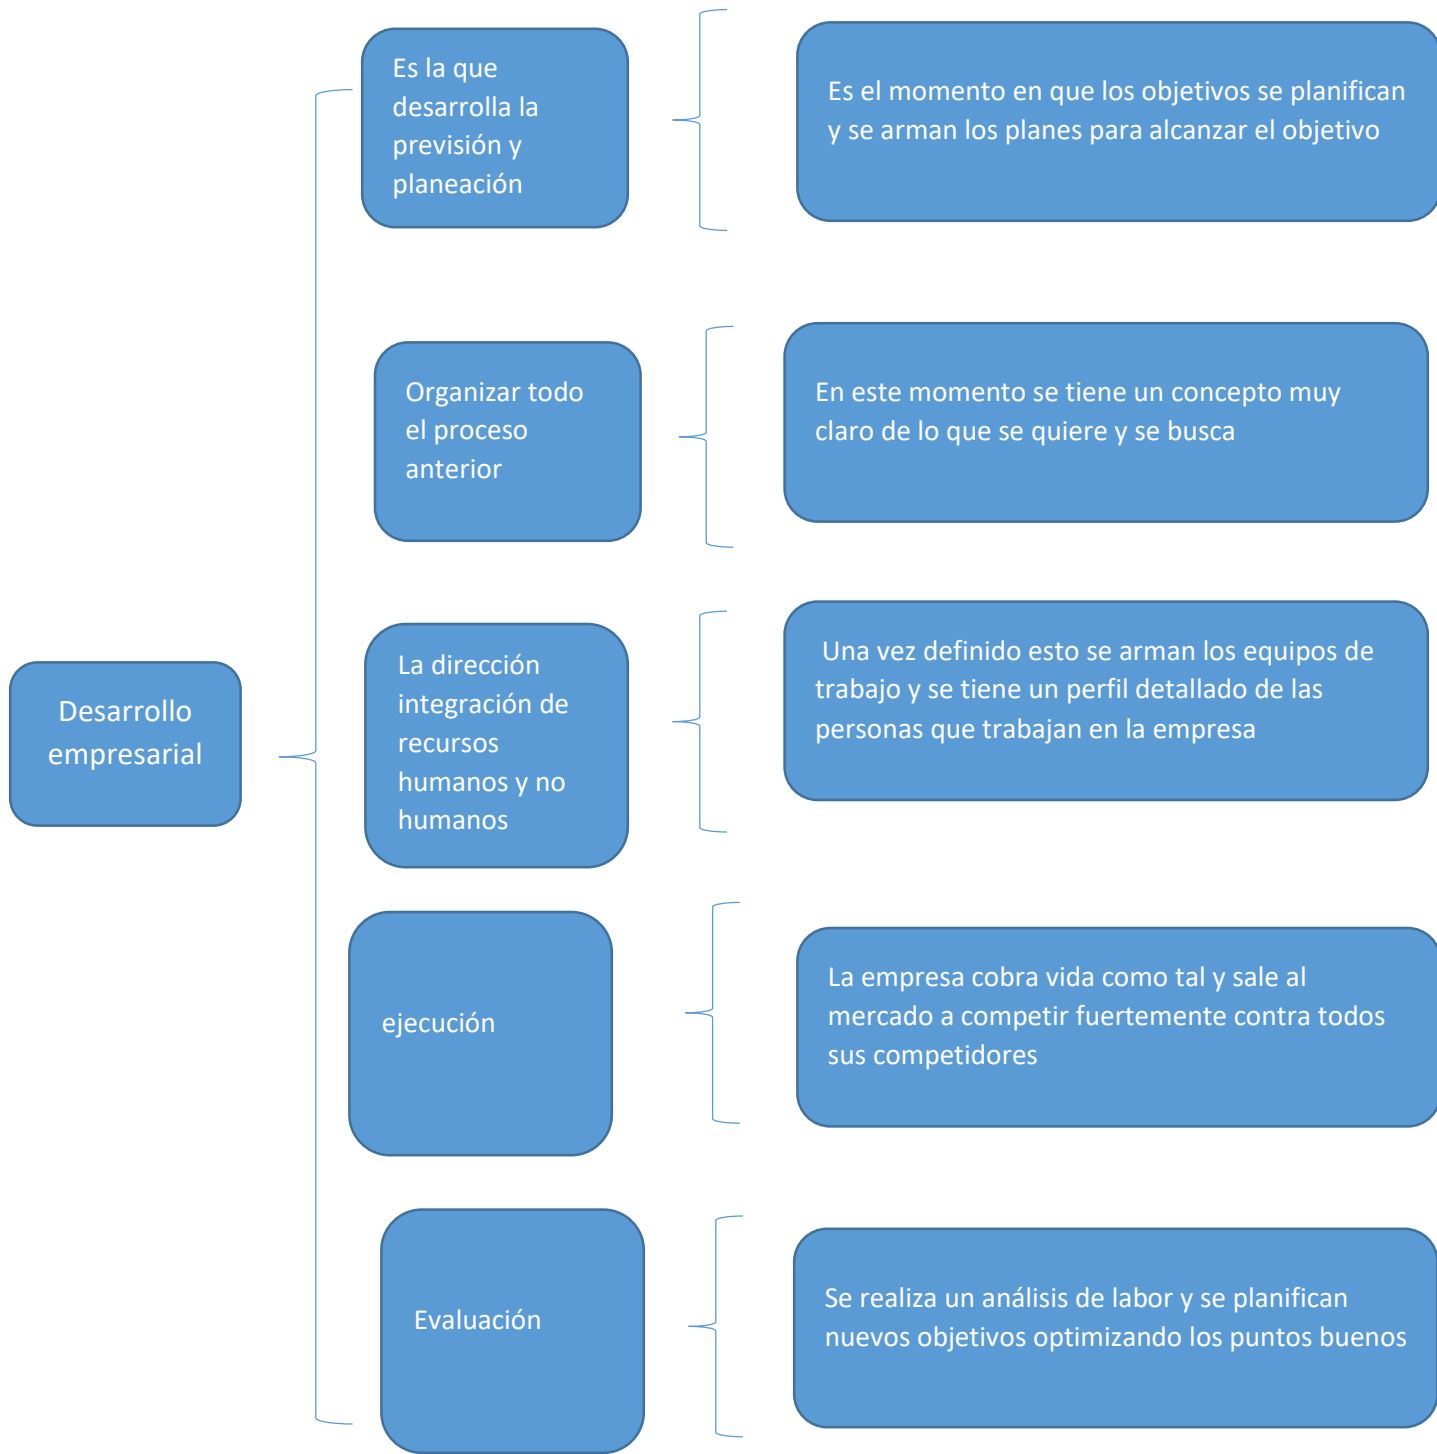 Desarrollo
empresarial
Es la que
desarrolla la
previsión y
planeación
Es el momento en que los objetivos se planifican
y se arman los planes para alcanzar el objetivo
Organizar todo
el proceso
anterior
En este momento se tiene un concepto muy
claro de lo que se quiere y se busca
La dirección
integración de
recursos
humanos y no
humanos
Una vez definido esto se arman los equipos de
trabajo y se tiene un perfil detallado de las
personas que trabajan en la empresa
ejecución
La empresa cobra vida como tal y sale al
mercado a competir fuertemente contra todos
sus competidores
Evaluación
Se realiza un análisis de labor y se planifican
nuevos objetivos optimizando los puntos buenos